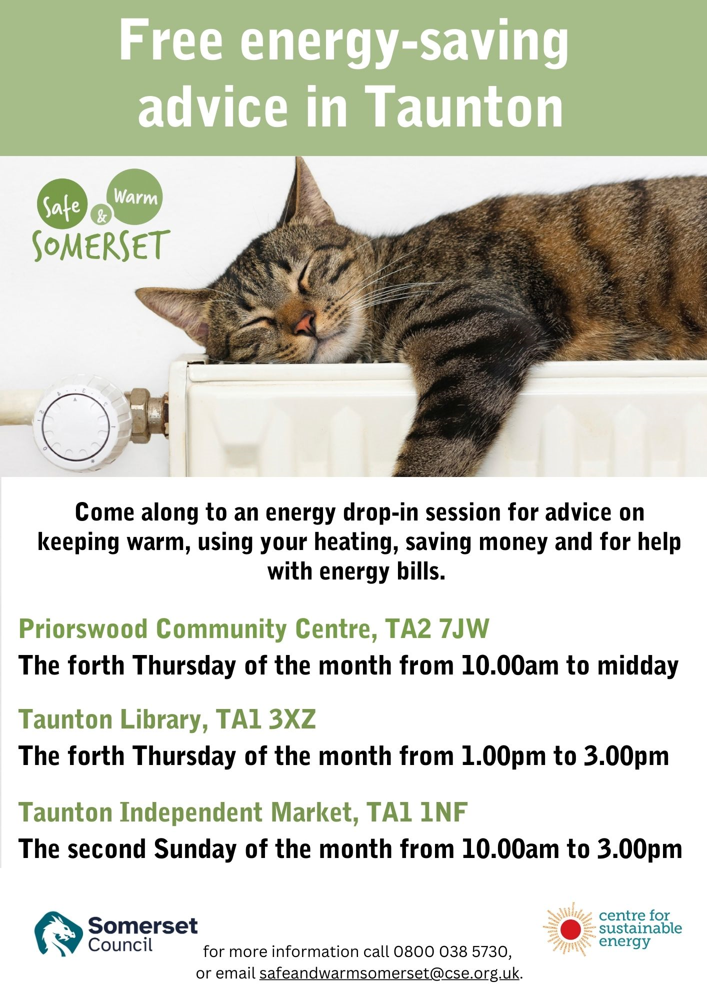 Free energy-saving
advice in Taunton
Safe & Warm
SOMERSET
Come along to an energy drop-in session for advice on
keeping warm, using your heating, saving money and for help
with energy bills.
Priorswood Community Centre, TA2 7JW
The forth Thursday of the month from 10.00am to midday
Taunton Library, TA1 3XZ
The forth Thursday of the month from 1.00pm to 3.00pm
Taunton Independent Market, TA1 1NF
The second Sunday of the month from 10.00am to 3.00pm
Somerset
Council
centre for
sustainable
energy
for more information call 0800 038 5730,
or email safeandwarmsomerset@cse.org.uk.